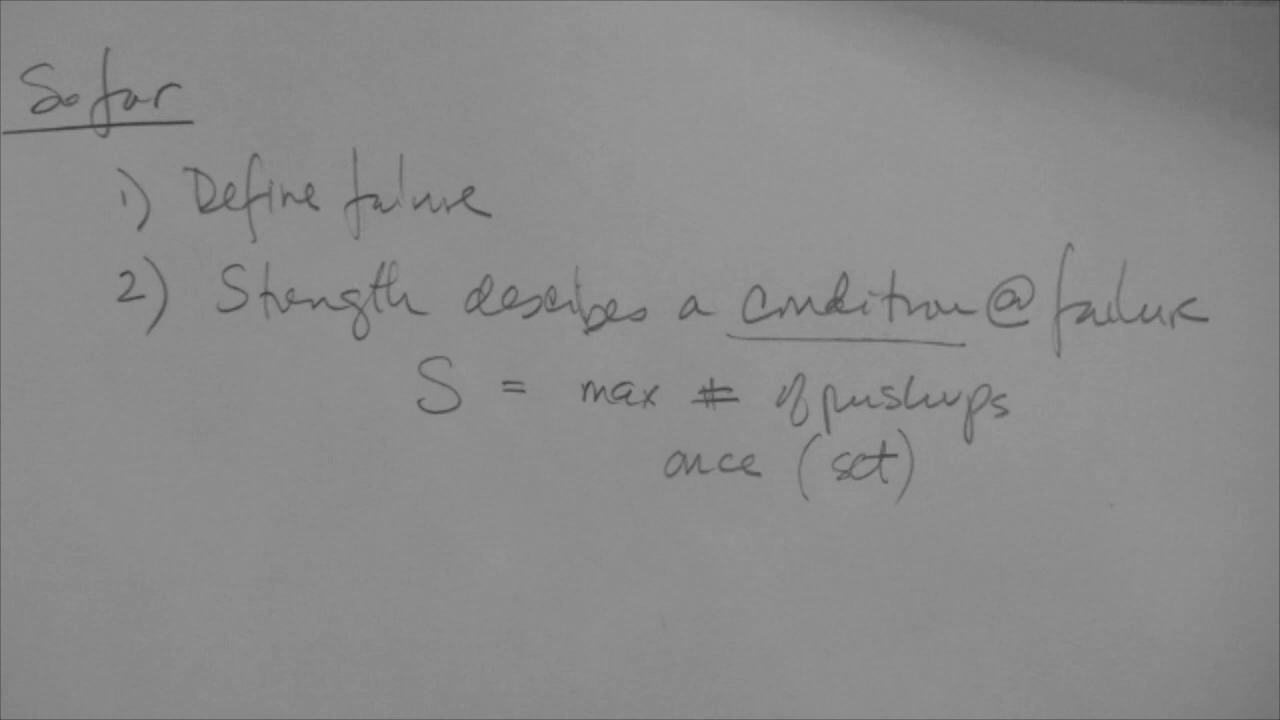 So far
1) Define failure
2) Strength describes a condition @ failure
S = max # of pushups
once (set)